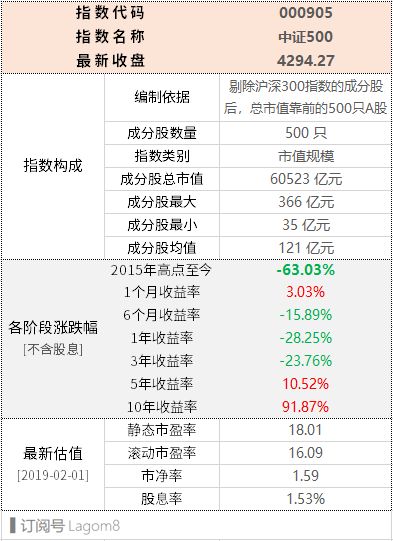 指数代码 000905
指数名称 中证500
最新收盘 4294.27
指数构成
编制依据 剔除沪深300指数的成分股
后，总市值靠前的500只A股
成分股数量 500 只
指数类别 市值规模
成分股总市值 60523 亿元
成分股最大 366 亿元
成分股最小 35 亿元
成分股均值 121 亿元
各阶段涨跌幅
[不含股息]
2015年高点至今 -63.03%
1个月收益率 3.03%
6个月收益率 -15.89%
1年收益率 -28.25%
3年收益率 -23.76%
5年收益率 10.52%
10年收益率 91.87%
最新估值
[2019-02-01]
静态市盈率 18.01
滚动市盈率 16.09
市净率 1.59
股息率 1.53%
订阅号 Lagom8